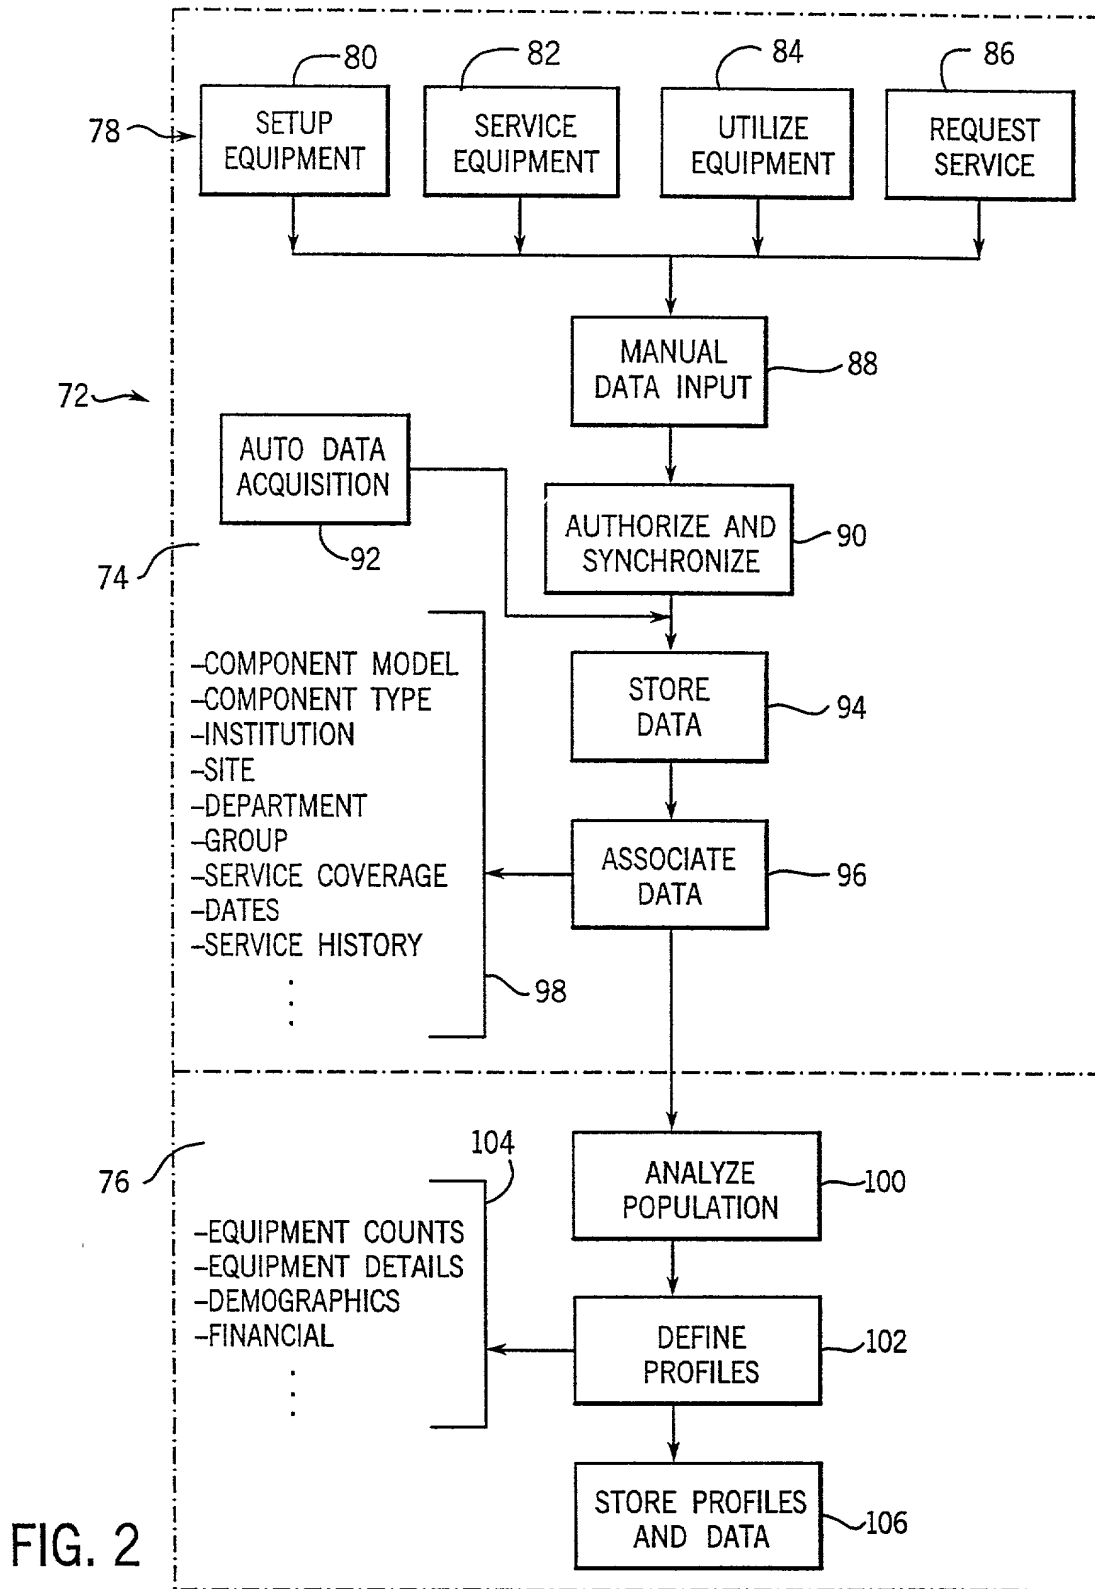 80
82
84
86
78
SETUP
EQUIPMENT
SERVICE
EQUIPMENT
UTILIZE
EQUIPMENT
REQUEST
SERVICE
MANUAL
DATA INPUT
88
72
AUTO DATA
ACQUISITION
92
AUTHORIZE AND
SYNCHRONIZE
90
74
-COMPONENT MODEL
-COMPONENT TYPE
-INSTITUTION
-SITE
-DEPARTMENT
-GROUP
-SERVICE COVERAGE
-DATES
-SERVICE HISTORY
98
STORE
DATA
94
ASSOCIATE
DATA
96
76
104
-EQUIPMENT COUNTS
-EQUIPMENT DETAILS
-DEMOGRAPHICS
-FINANCIAL
ANALYZE
POPULATION
100
DEFINE
PROFILES
102
STORE PROFILES
AND DATA
106
FIG. 2